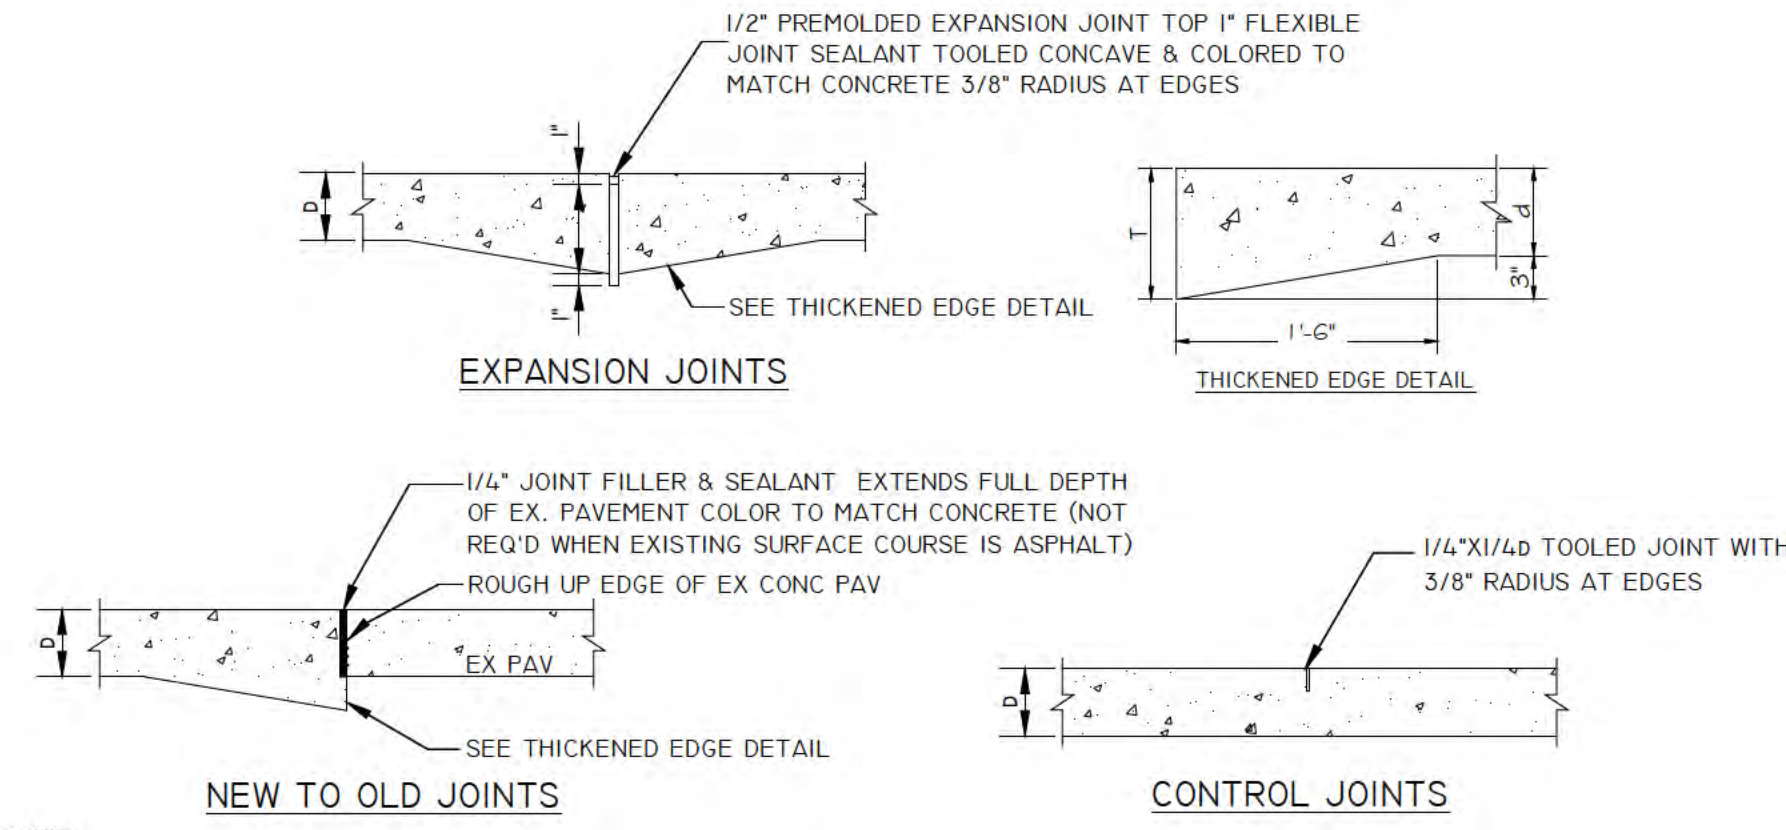 1/2" PREMOLDED EXPANSION JOINT TOP 1" FLEXIBLE
JOINT SEALANT TOOLED CONCAVE & COLORED TO
MATCH CONCRETE 3/8" RADIUS AT EDGES
1"
D
1"
SEE THICKENED EDGE DETAIL
EXPANSION JOINTS
T
d
3"
1'-6"
THICKENED EDGE DETAIL
1/4" JOINT FILLER & SEALANT EXTENDS FULL DEPTH
OF EX. PAVEMENT COLOR TO MATCH CONCRETE (NOT
REQ'D WHEN EXISTING SURFACE COURSE IS ASPHALT)
ROUGH UP EDGE OF EX CONC PAV
D
EX PAV
SEE THICKENED EDGE DETAIL
NEW TO OLD JOINTS
1/4"X1/4D TOOLED JOINT WITH
3/8" RADIUS AT EDGES
D
CONTROL JOINTS